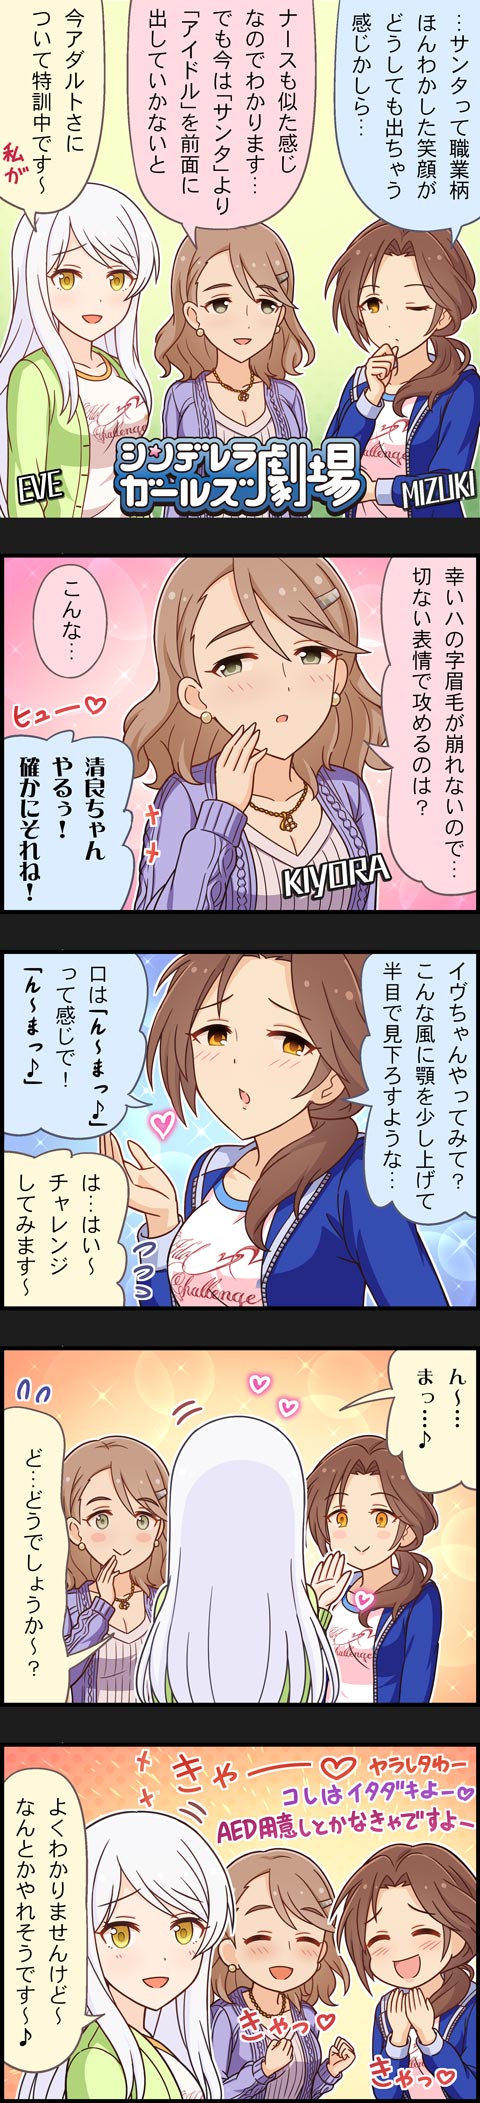 …サンタって職業柄
ほんわかした笑顔が
どうしても出ちゃう
感じかしら…
ナースも似た感じ
なのでわかります…
でも今は「サンタ」より
「アイドル」を前面に
出していかないと
今アダルトさに
ついて特訓中です～
私が
EVE
シンデレラ
ガールズ劇場
MIZUKI
幸いハの字眉毛が崩れないので…
切ない表情で攻めるのは?
こんな…
ヒュー♡
清良ちゃん
やるぅ!
確かにそれね!
KIYORA
イヴちゃんやってみて?
こんな風に顎を少し上げて
半目で見下ろすような…
口は「ん～まっ♪」
って感じで!
「ん～まっ♪」
は…はい～
チャレンジ
してみます～
Idol
Challenge
ん～…
まっ…♪
ど…どうでしょうか～?
きゃー♡
ヤラレタわー
コレはイタダキよー♡
AED用意しとかなきゃですよー
よくわかりませんけど～
なんとかやれそうです～♪
きゃっ♡
きゃっ♡